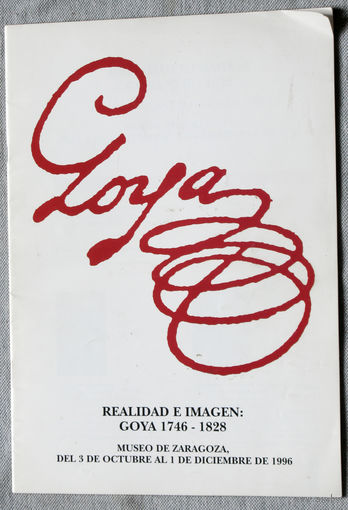 Goya
REALIDAD E IMAGEN:
GOYA 1746 - 1828
MUSEO DE ZARAGOZA,
DEL 3 DE OCTUBRE AL 1 DE DICIEMBRE DE 1996